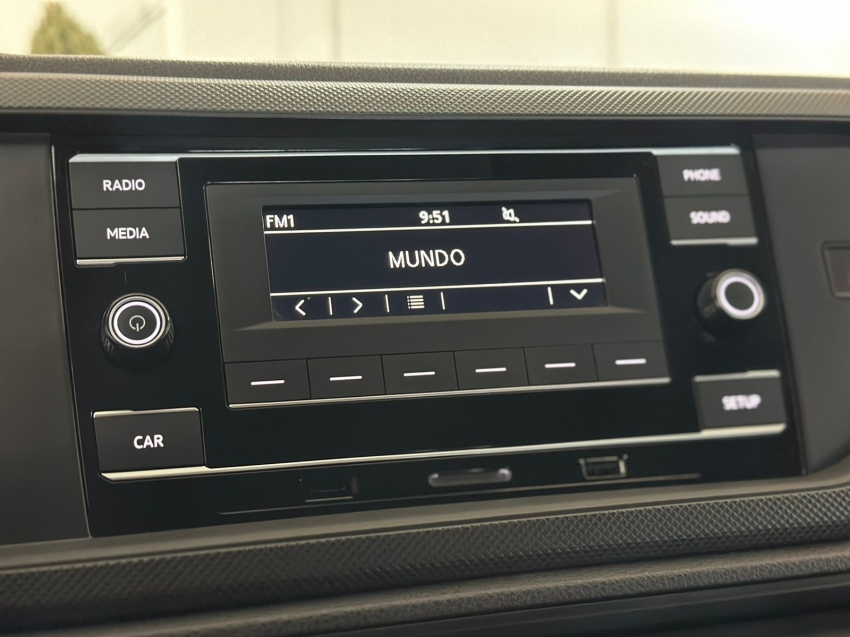 RADIO
MEDIA
FM1 9:51
MUNDO
PHONE
SOUND
CAR
SETUP